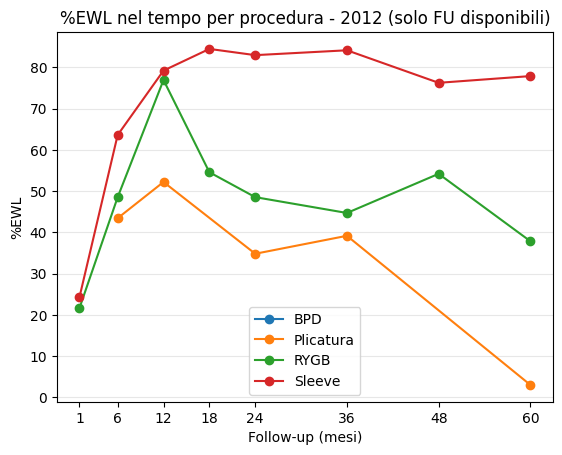 %EWL nel tempo per procedura - 2012 (solo FU disponibili)
%EWL
80
70
60
50
40
30
20
10
0
BPD
Plicatura
RYGB
Sleeve
1 6 12 18 24 36 48 60
Follow-up (mesi)